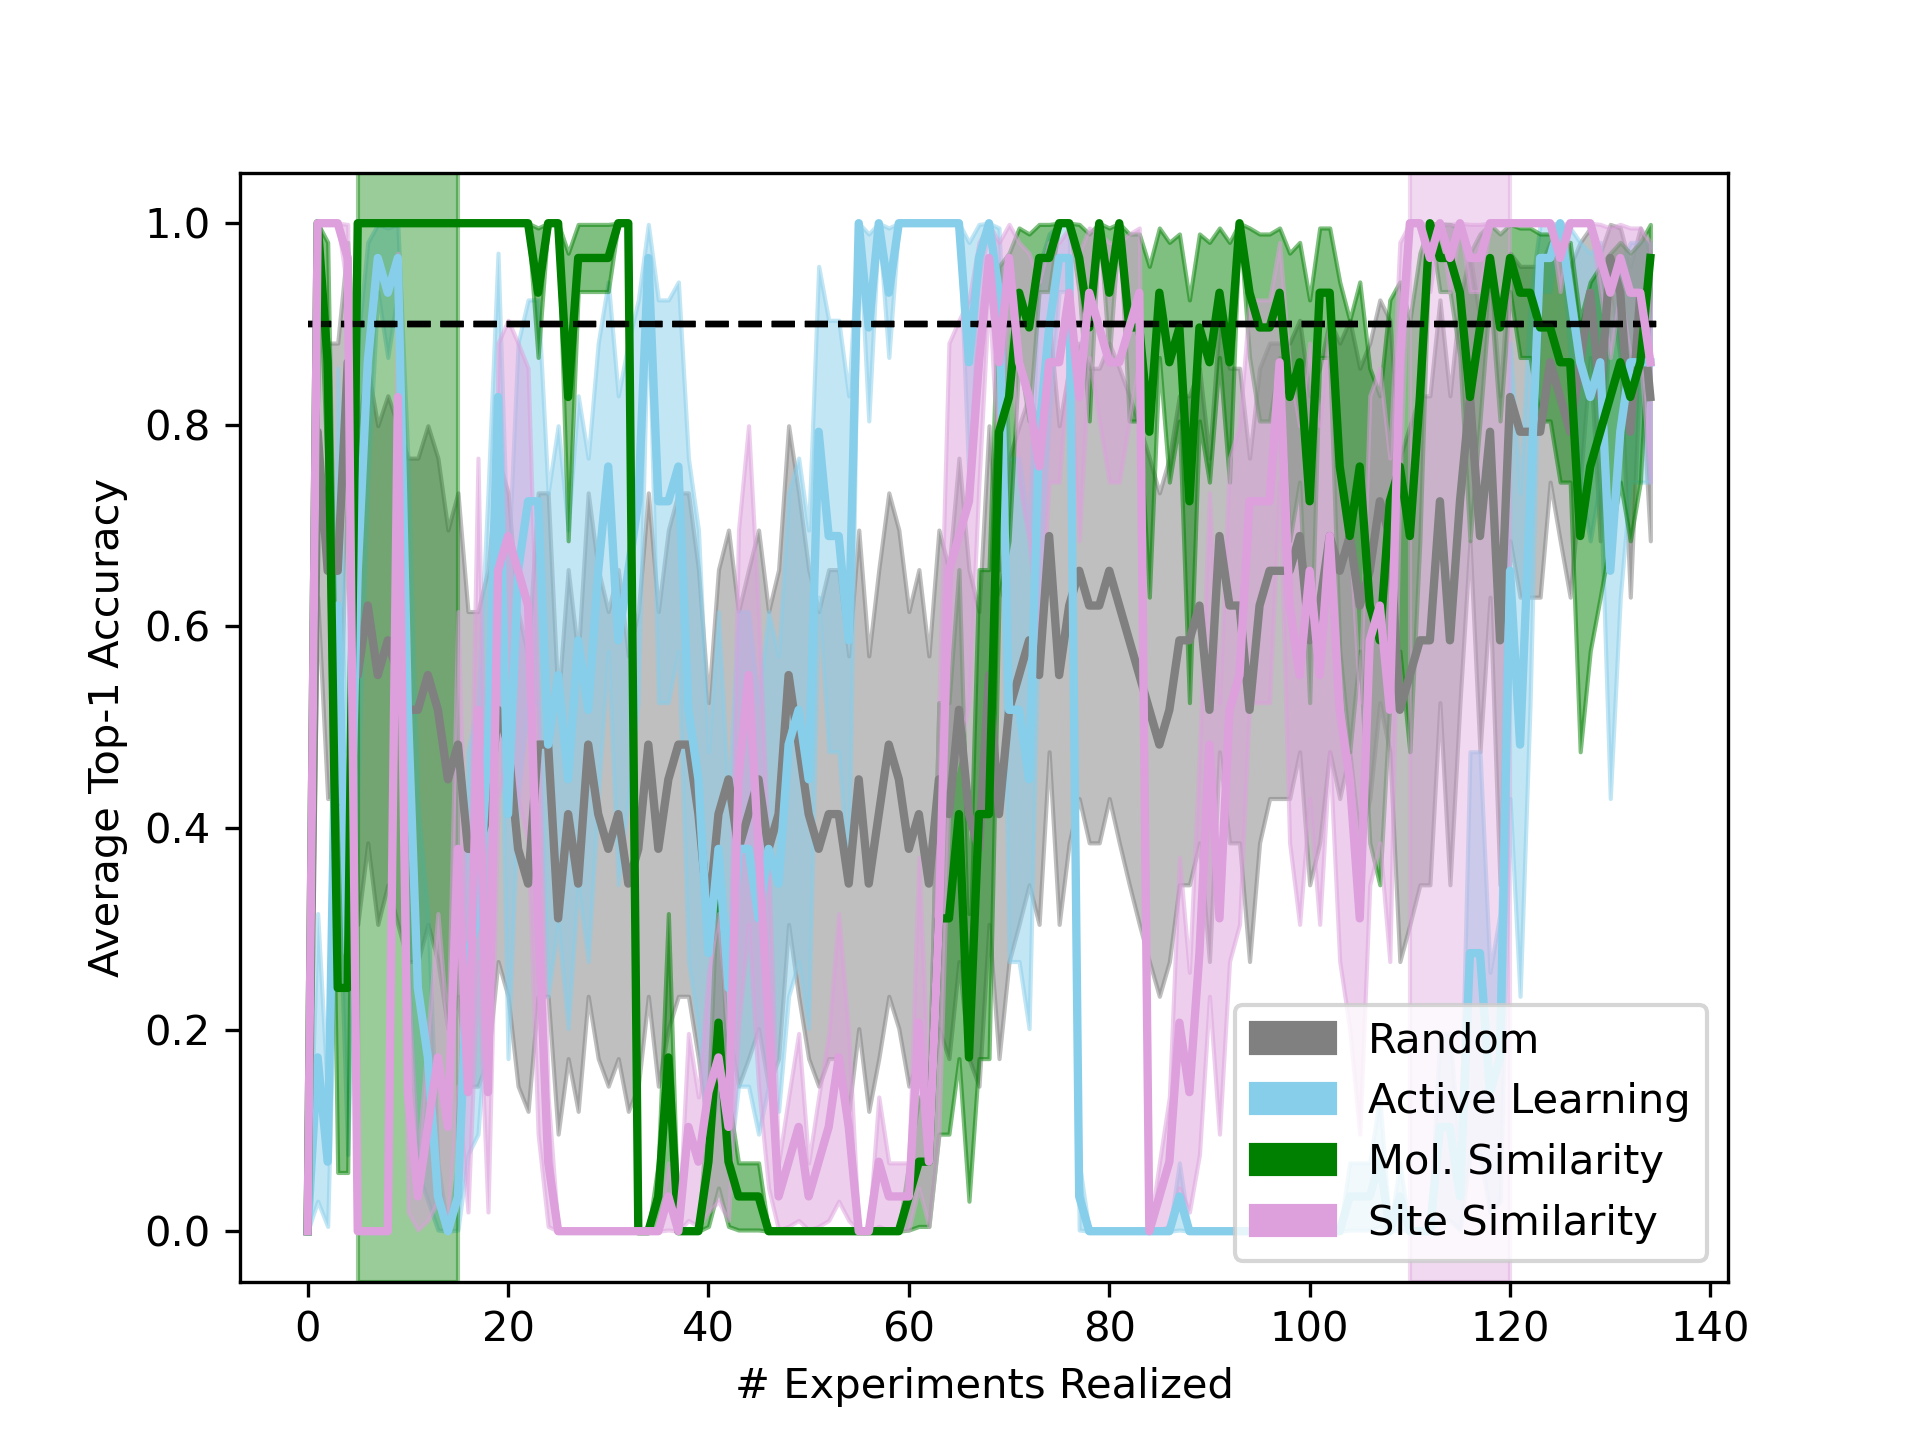 Average Top-1 Accuracy
1.0
0.8
0.6
0.4
0.2
0.0
0 20 40 60 80 100 120 140
# Experiments Realized
Random
Active Learning
Mol. Similarity
Site Similarity